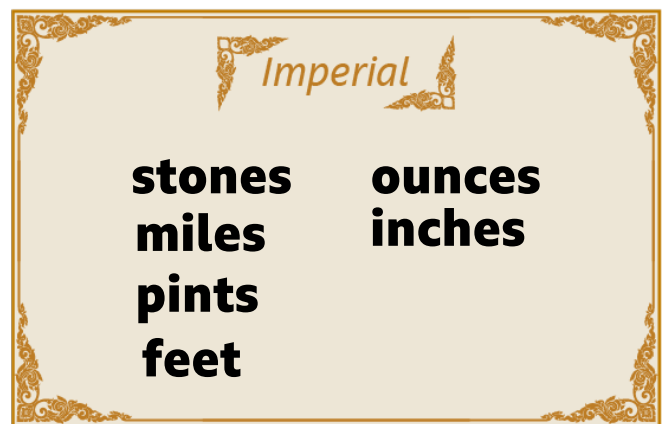 Imperial
stones
miles
pints
feet
ounces
inches